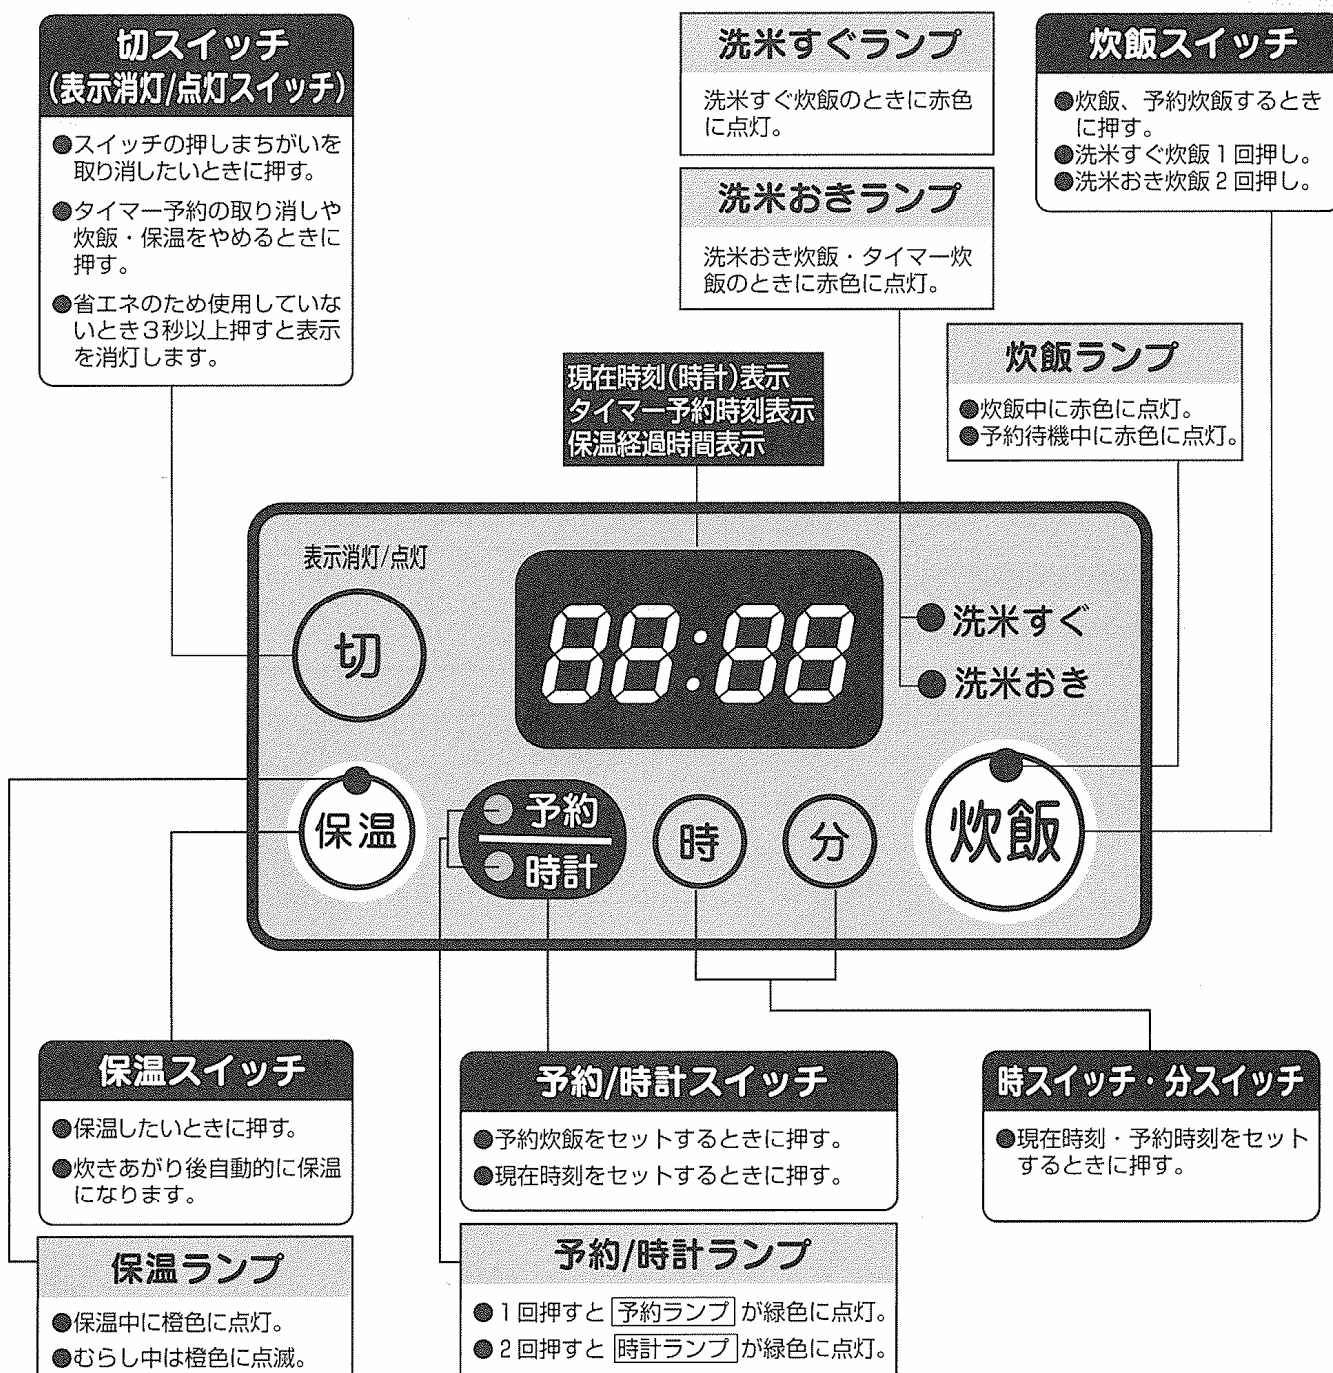 切スイッチ
(表示消灯/点灯スイッチ)
●スイッチの押しまちがいを
取り消したいときに押す。
●タイマー予約の取り消しや
炊飯・保温をやめるときに
押す。
●省エネのため使用していな
いとき3秒以上押すと表示
を消灯します。
洗米すぐランプ
洗米すぐ炊飯のときに赤色
に点灯。
洗米おきランプ
洗米おき炊飯・タイマー炊
飯のときに赤色に点灯。
炊飯スイッチ
●炊飯、予約炊飯するとき
に押す。
●洗米すぐ炊飯1回押し。
●洗米おき炊飯2回押し。
炊飯ランプ
●炊飯中に赤色に点灯。
●予約待機中に赤色に点灯。
現在時刻(時計)表示
タイマー予約時刻表示
保温経過時間表示
表示消灯/点灯
切
88:88
洗米すぐ
洗米おき
保温
予約
時計
時
分
炊飯
保温スイッチ
●保温したいときに押す。
●炊きあがり後自動的に保温
になります。
保温ランプ
●保温中に橙色に点灯。
●むらし中は橙色に点滅。
予約/時計スイッチ
●予約炊飯をセットするときに押す。
●現在時刻をセットするときに押す。
予約/時計ランプ
●1回押すと 予約ランプ が緑色に点灯。
●2回押すと 時計ランプ が緑色に点灯。
時スイッチ・分スイッチ
●現在時刻・予約時刻をセット
するときに押す。